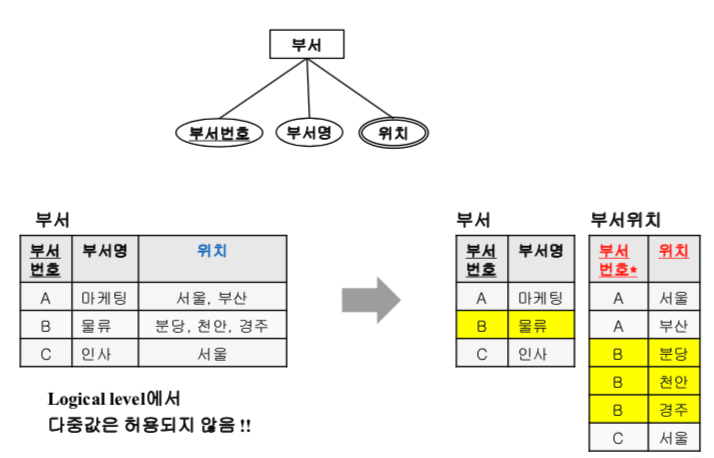 부서
부서번호 부서명 위치
부서
부서
번호
부서명
위치
A 마케팅 서울, 부산
B 물류 분당, 천안, 경주
C 인사 서울
Logical level에서
다중값은 허용되지 않음 !!
부서
부서
번호
부서명
A 마케팅
B 물류
C 인사
부서위치
부서
번호*
위치
A 서울
A 부산
B 분당
B 천안
B 경주
C 서울